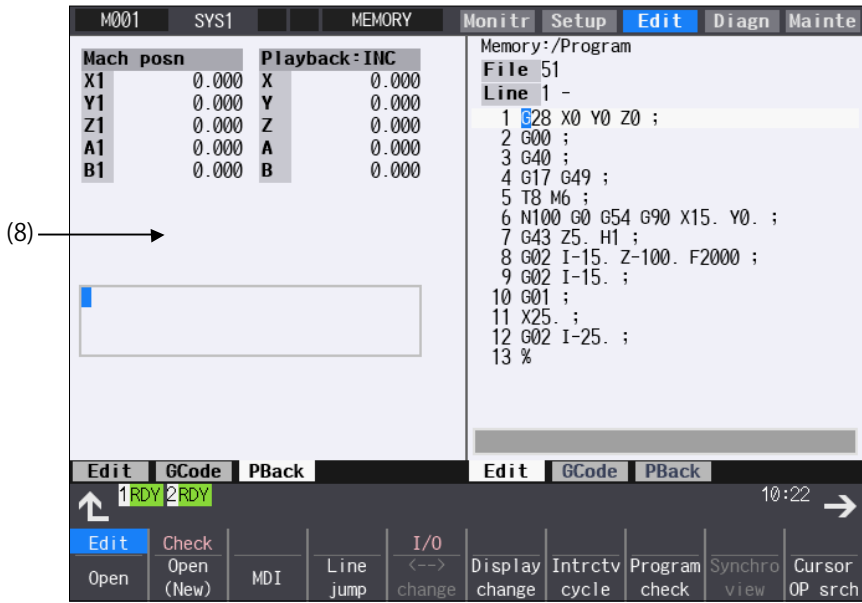 M001 SYS1 MEMORY Monitr Setup Edit Diagn Mainte
Mach posn Playback:INC
X1 0.000 X 0.000
Y1 0.000 Y 0.000
Z1 0.000 Z 0.000
A1 0.000 A 0.000
B1 0.000 B 0.000
(8)
Memory:/Program
File 51
Line 1 -
1 G28 X0 Y0 Z0 ;
2 G00 ;
3 G40 ;
4 G17 G49 ;
5 T8 M6 ;
6 N100 G0 G54 G90 X15. Y0. ;
7 G43 Z5. H1 ;
8 G02 I-15. Z-100. F2000 ;
9 G02 I-15. ;
10 G01 ;
11 X25. ;
12 G02 I-25. ;
13 %
Edit GCode PBack Edit GCode PBack
1 RDY 2 RDY 10:22
Edit Check I/O
Open Open (New) MDI Line jump <--> change Display change Intrctv cycle Program check Synchro view Cursor OP srch